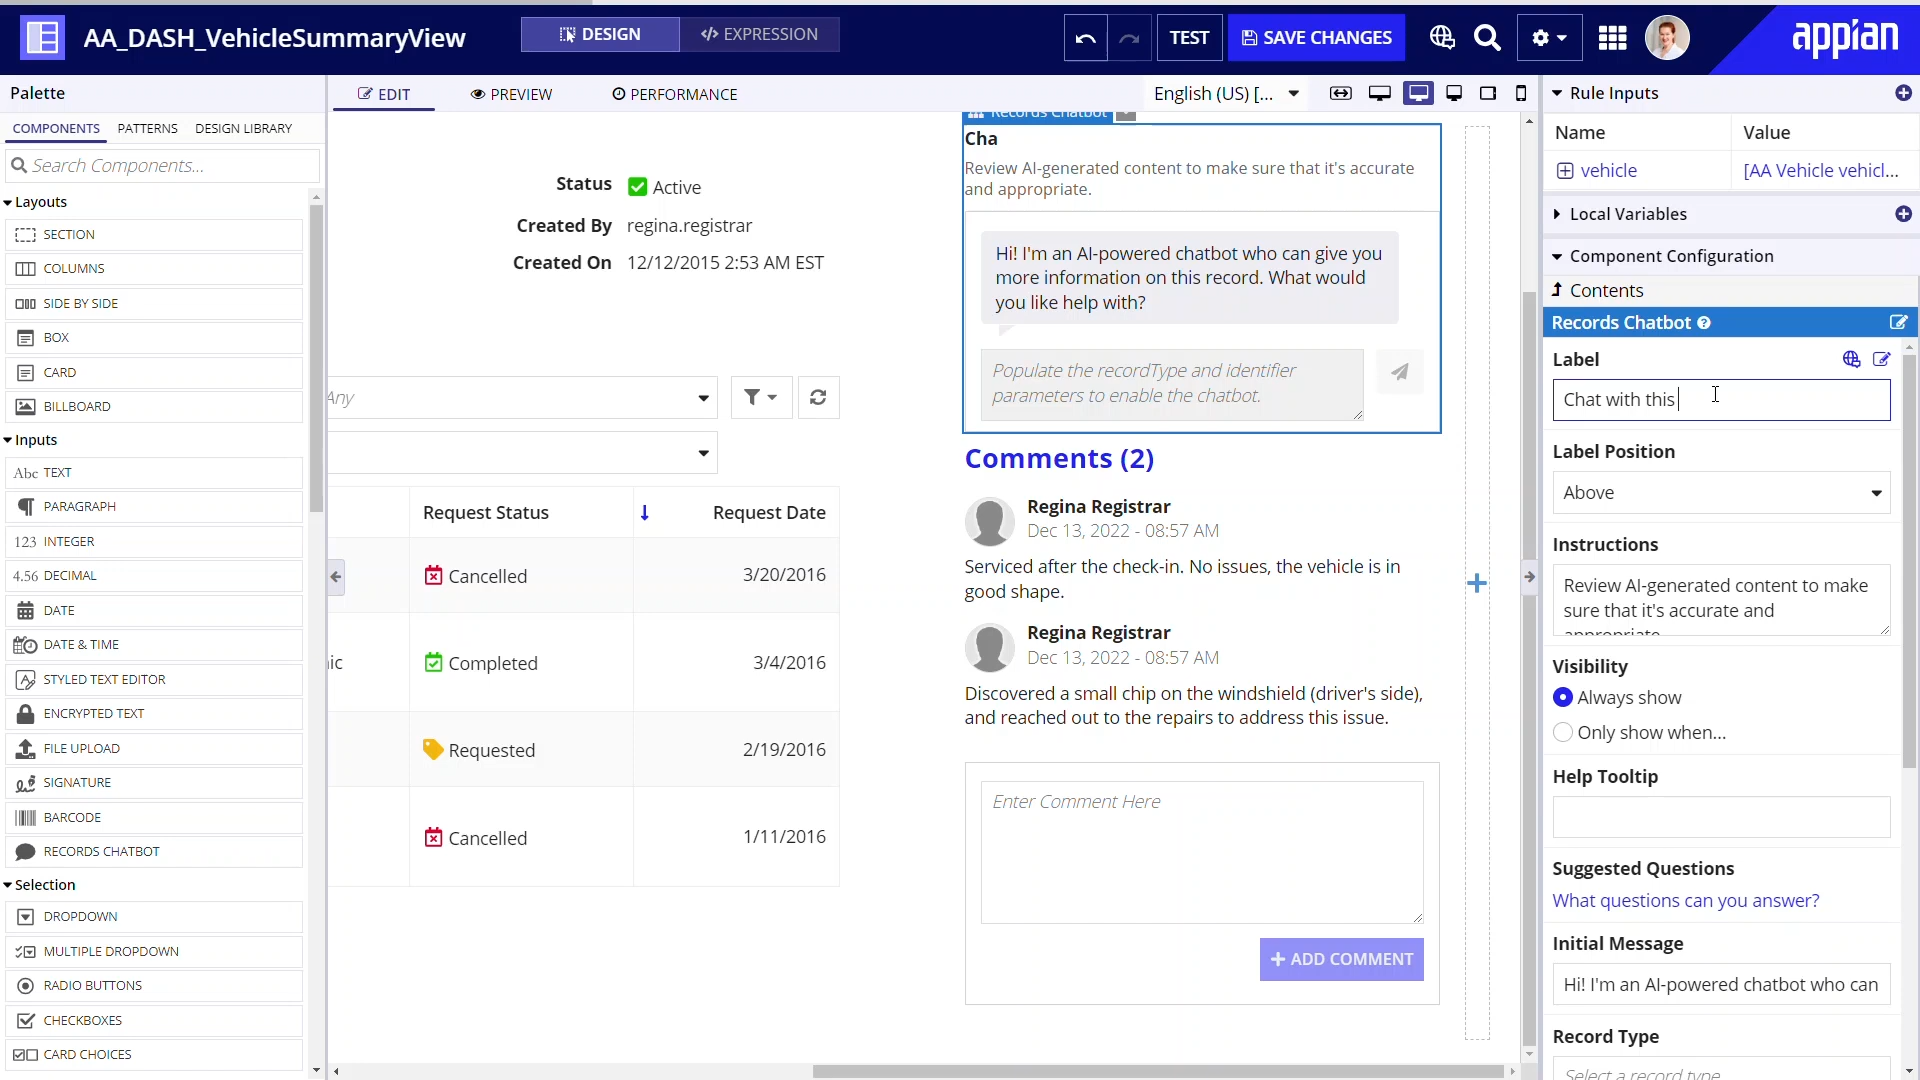 AA_DASH_VehicleSummaryView
DESIGN
</> EXPRESSION
TEST
SAVE CHANGES
appian
Palette
COMPONENTS
PATTERNS
DESIGN LIBRARY
Search Components...
Layouts
SECTION
COLUMNS
SIDE BY SIDE
BOX
CARD
BILLBOARD
Inputs
Abc TEXT
PARAGRAPH
123 INTEGER
4.56 DECIMAL
DATE
DATE & TIME
STYLED TEXT EDITOR
ENCRYPTED TEXT
FILE UPLOAD
SIGNATURE
BARCODE
RECORDS CHATBOT
Selection
DROPDOWN
MULTIPLE DROPDOWN
RADIO BUTTONS
CHECKBOXES
CARD CHOICES
EDIT
PREVIEW
PERFORMANCE
English (US) [...
Status
Active
Created By
regina.registrar
Created On
12/12/2015 2:53 AM EST
Any
Request Status
Request Date
Cancelled
3/20/2016
ic
Completed
3/4/2016
Requested
2/19/2016
Cancelled
1/11/2016
Records Chatbot
Cha
Review AI-generated content to make sure that it's accurate
and appropriate.
Hi! I'm an AI-powered chatbot who can give you
more information on this record. What would
you like help with?
Populate the recordType and identifier
parameters to enable the chatbot.
Comments (2)
Regina Registrar
Dec 13, 2022 - 08:57 AM
Serviced after the check-in. No issues, the vehicle is in
good shape.
Regina Registrar
Dec 13, 2022 - 08:57 AM
Discovered a small chip on the windshield (driver's side),
and reached out to the repairs to address this issue.
Enter Comment Here
+ ADD COMMENT
Rule Inputs
Name
Value
vehicle
[AA Vehicle vehicl...
Local Variables
Component Configuration
Contents
Records Chatbot
Label
Chat with this
Label Position
Above
Instructions
Review AI-generated content to make
sure that it's accurate and
appropriate.
Visibility
Always show
Only show when...
Help Tooltip
Suggested Questions
What questions can you answer?
Initial Message
Hi! I'm an AI-powered chatbot who can
Record Type
Select a record type